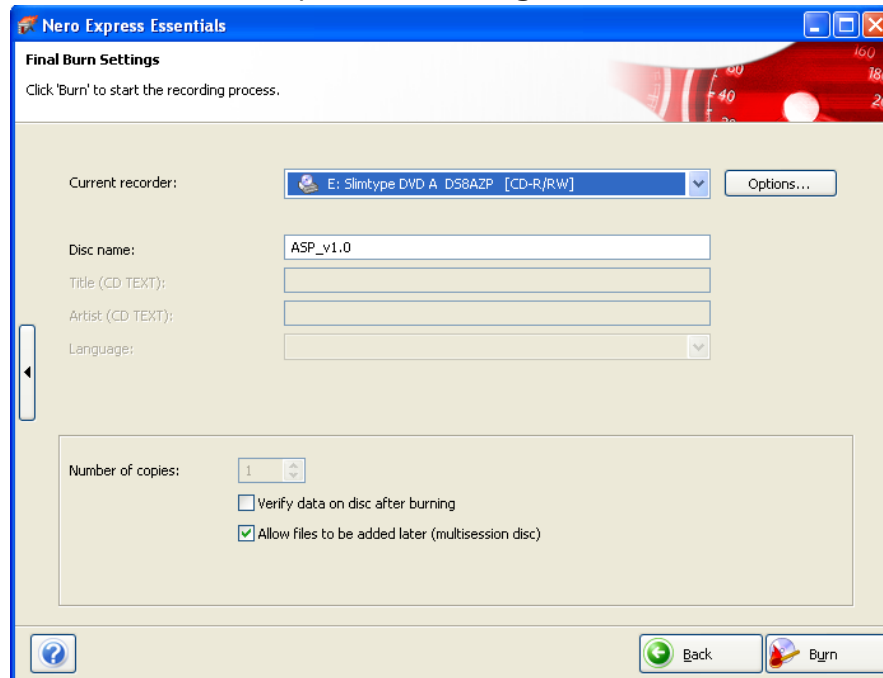 Nero Express Essentials
Final Burn Settings
Click 'Burn' to start the recording process.
Current recorder:
E: Slimtype DVD A DS8AZP [CD-R/RW]
Options...
Disc name:
ASP_v1.0
Title (CD TEXT):
Artist (CD TEXT):
Language:
Number of copies:
1
Verify data on disc after burning
Allow files to be added later (multisession disc)
Back
Burn
160
40